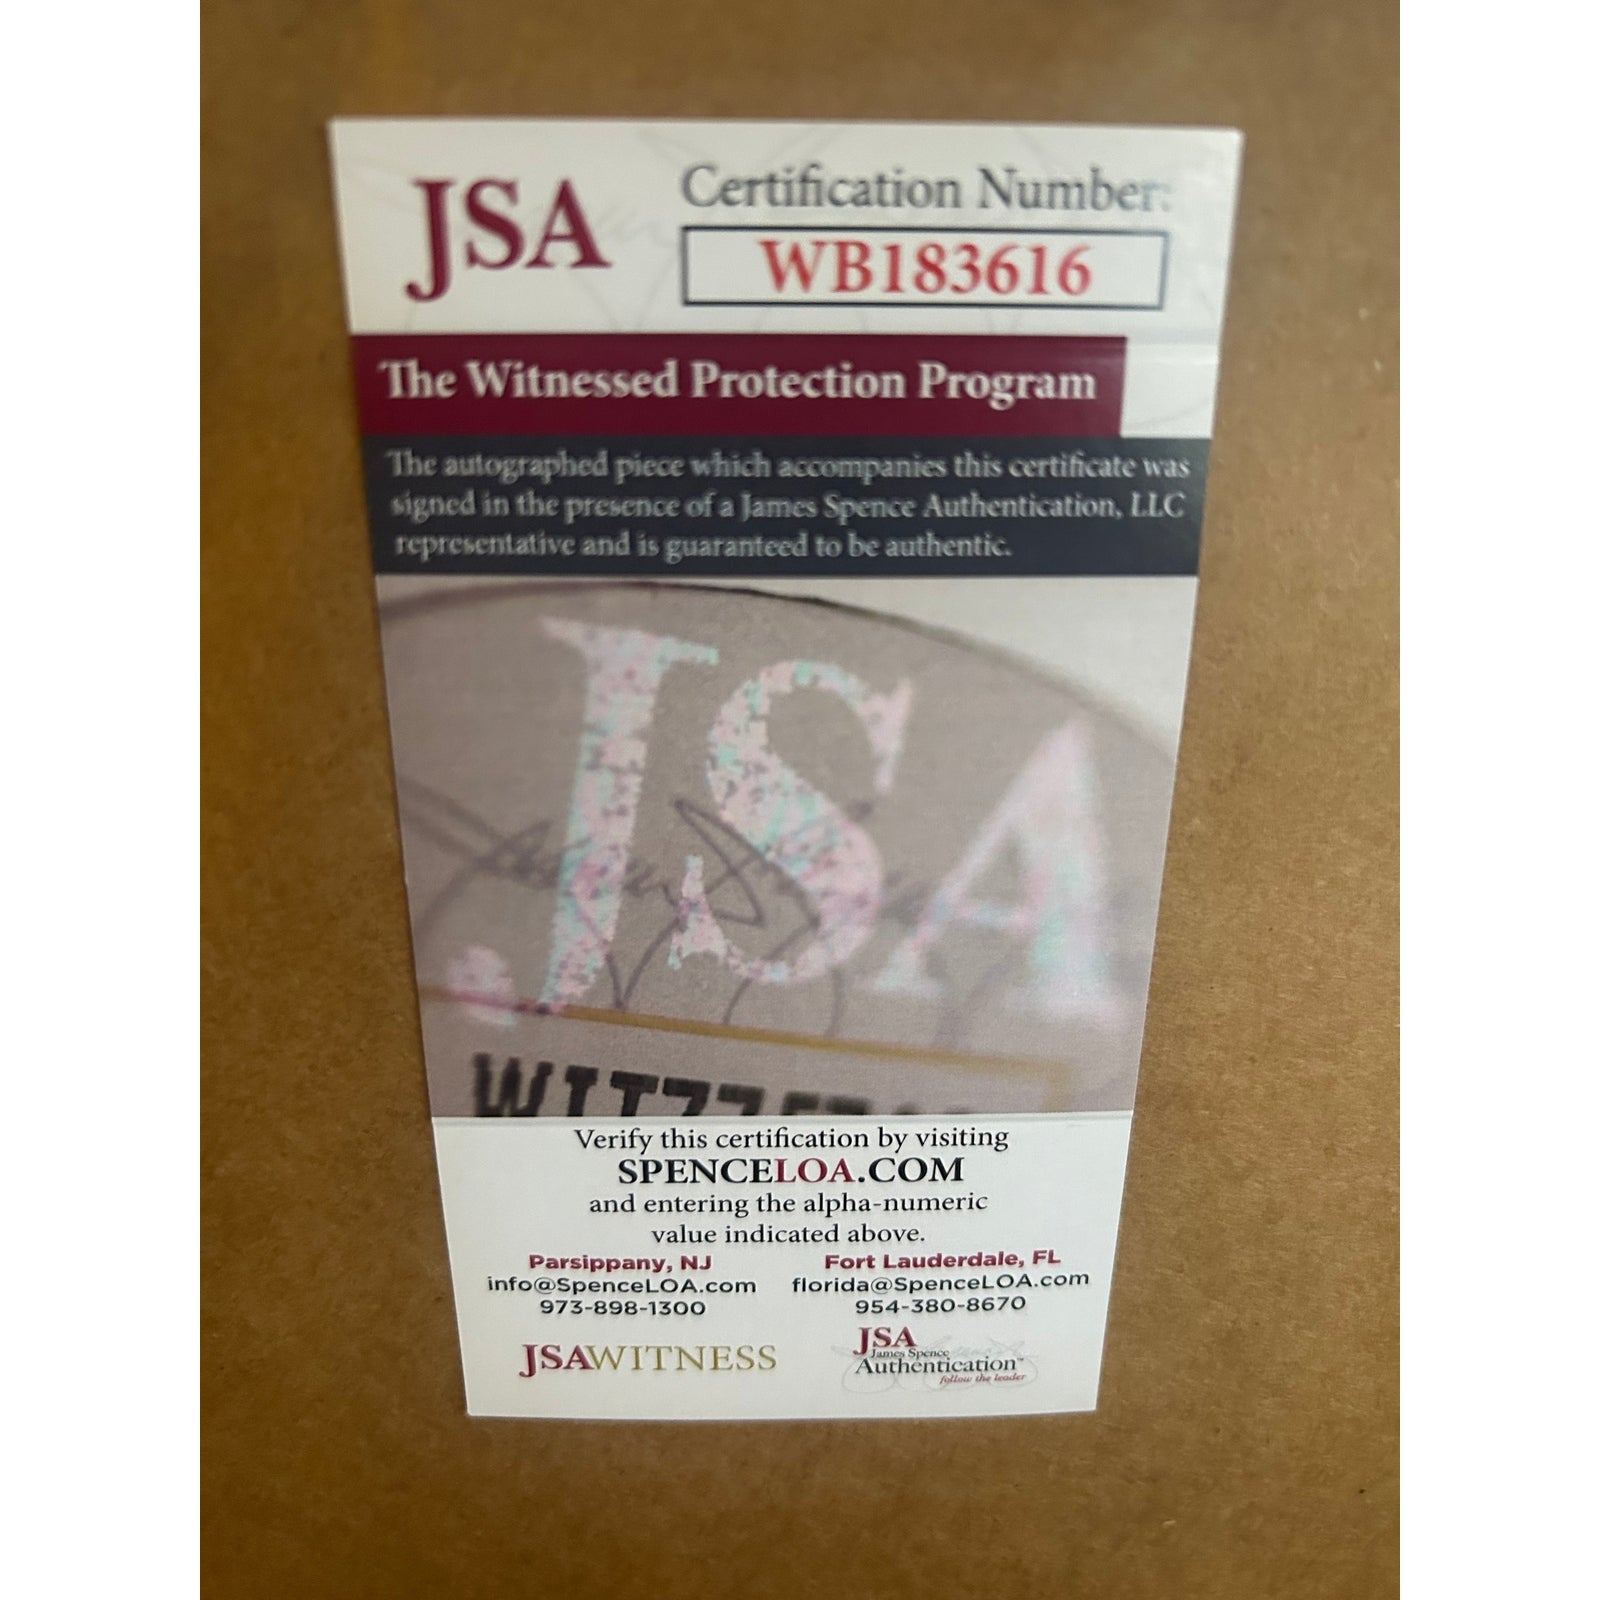 JSA
Certification Number:
WB183616
The Witnessed Protection Program
The autographed piece which accompanies this certificate was
signed in the presence of a James Spence Authentication, LLC
representative and is guaranteed to be authentic.
JSA
Verify this certification by visiting
SPENCELOA.COM
and entering the alpha-numeric
value indicated above.
Parsippany, NJ
info@SpenceLOA.com
973-898-1300
Fort Lauderdale, FL
florida@SpenceLOA.com
954-380-8670
JSAWITNESS
JSA
James Spence
Authentication™
follow the leader